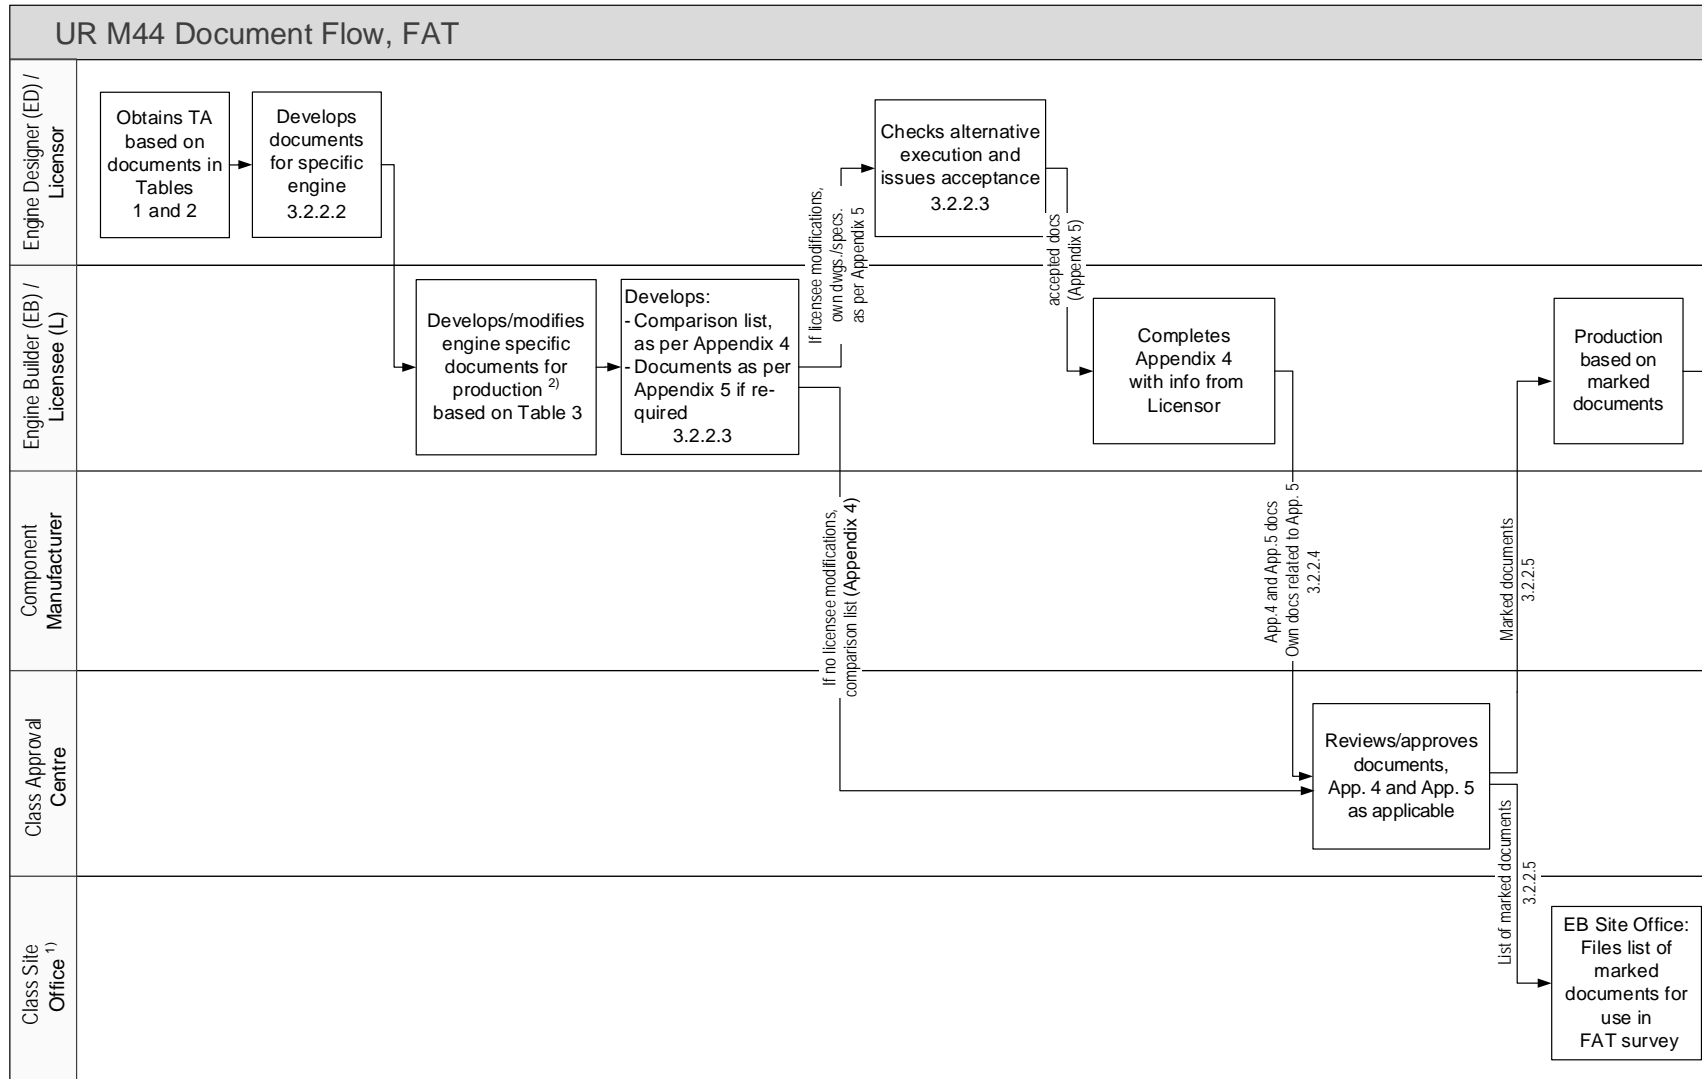 UR M44 Document Flow, FAT
Engine Designer (ED) /
Licensor
Obtains TA
based on
documents in
Tables
1 and 2
Develops
documents
for specific
engine
3.2.2.2
If licensee modifications,
own dwgs./specs.
as per Appendix 5
Checks alternative
execution and
issues acceptance
3.2.2.3
accepted docs
(Appendix 5)
Engine Builder (EB) /
Licensee (L)
Develops/modifies
engine specific
documents for
production 2)
based on Table 3
Develops:
- Comparison list,
as per Appendix 4
- Documents as per
Appendix 5 if re-
quired
3.2.2.3
Completes
Appendix 4
with info from
Licensor
Production
based on
marked
documents
Component
Manufacturer
If no licensee modifications,
comparison list (Appendix 4)
App.4 and App.5 docs
Own docs related to App. 5
3.2.2.4
Marked documents
3.2.2.5
Class Approval
Centre
Reviews/approves
documents,
App. 4 and App. 5
as applicable
List of marked documents
3.2.2.5
Class Site
Office 1)
EB Site Office:
Files list of
marked
documents for
use in
FAT survey